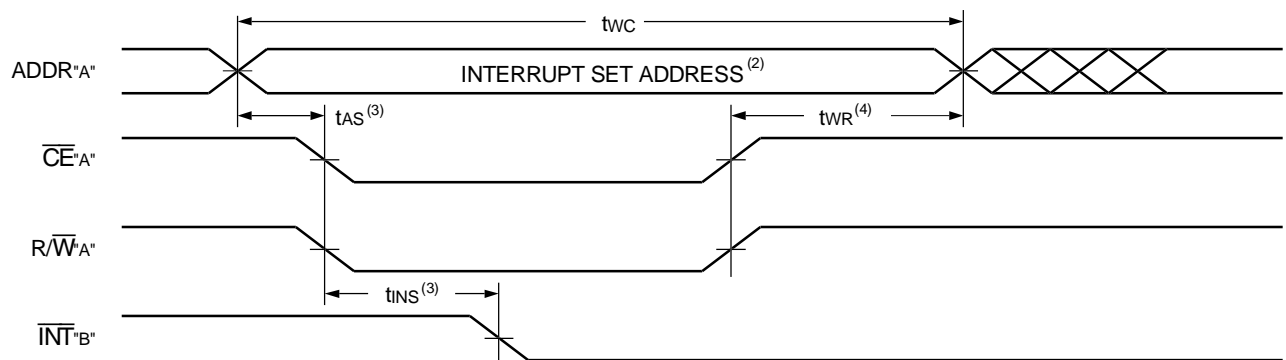 tWC
ADDR"A"
INTERRUPT SET ADDRESS(2)
tAS(3)
tWR(4)
CE"A"
R/W"A"
tINS(3)
INT"B"